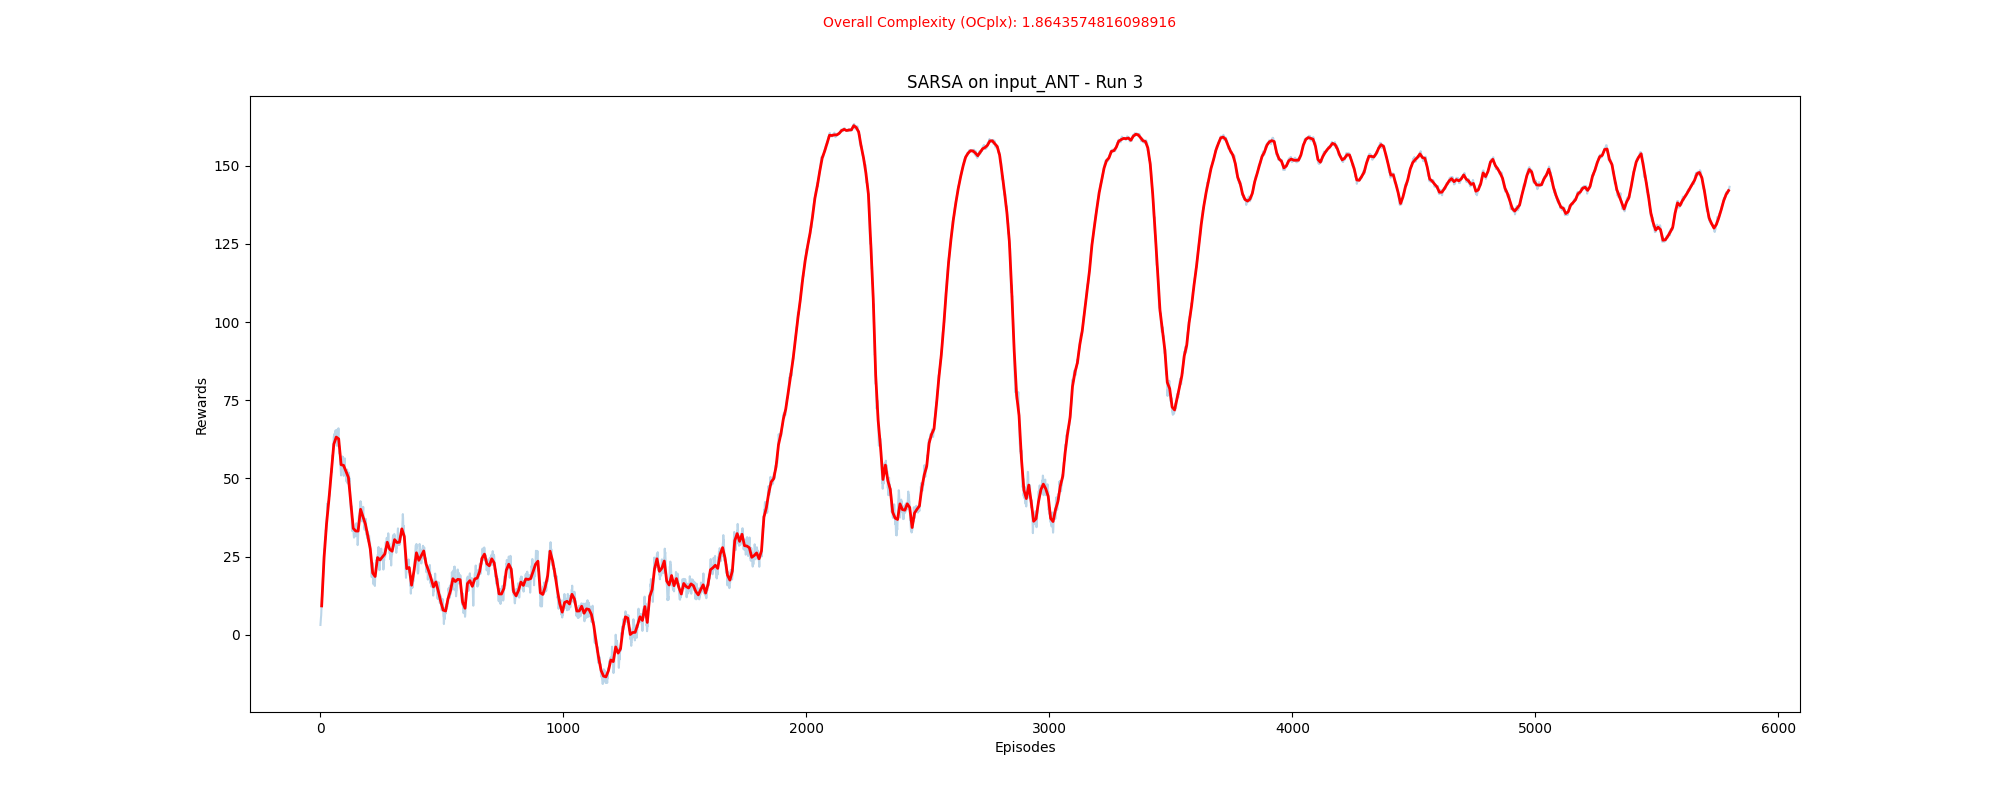 Overall Complexity (OCplx): 1.8643574816098916
SARSA on input_ANT - Run 3
150
125
100
75
50
25
0
Rewards
0 1000 2000 3000 4000 5000 6000
Episodes